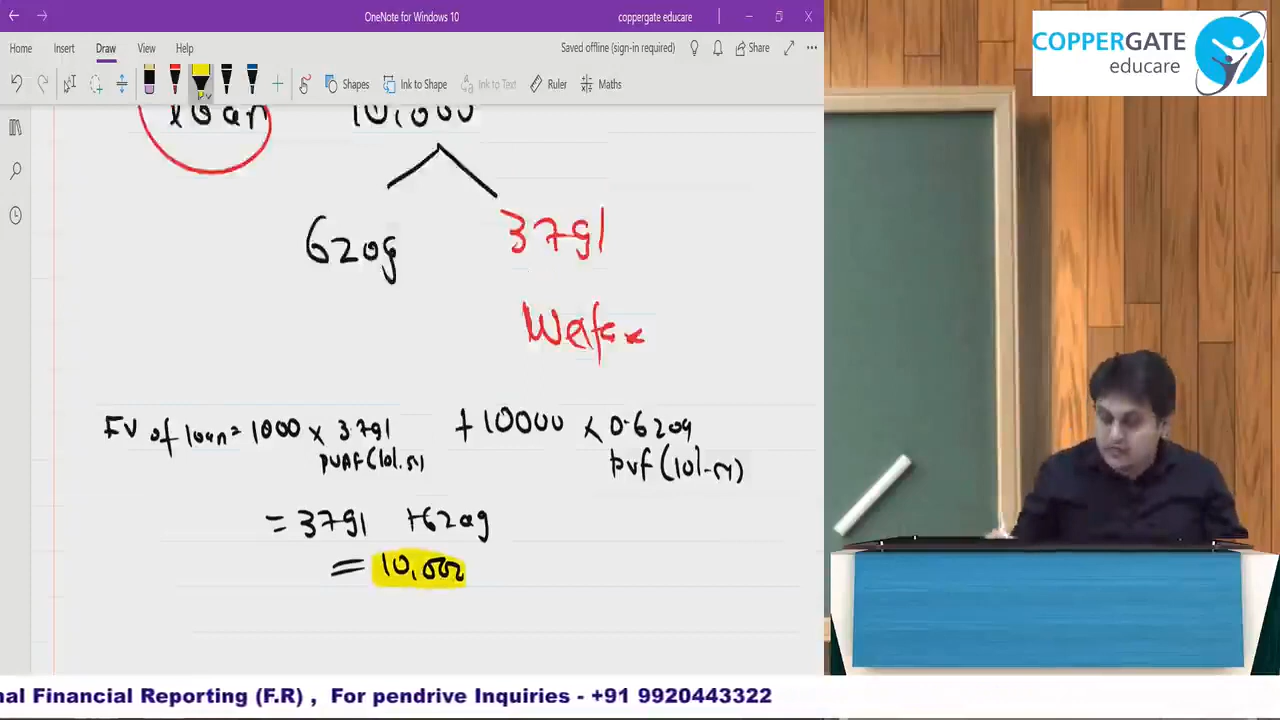 OneNote for Windows 10
coppergate educare
Home Insert Draw View Help
Saved offline (sign-in required)
Share
Shapes
Ink to Shape
Ink to Text
Ruler
Maths
COPPERGATE
educare
loan 10,000
6209 3791
FV of loan = 1000 × 3.791 + 10000 × 0.6209
PVAF (10%-5Y) PVF (10%-5Y)
= 3791 + 6209
= 10,000
nal Financial Reporting (F.R) , For pendrive Inquiries - +91 9920443322